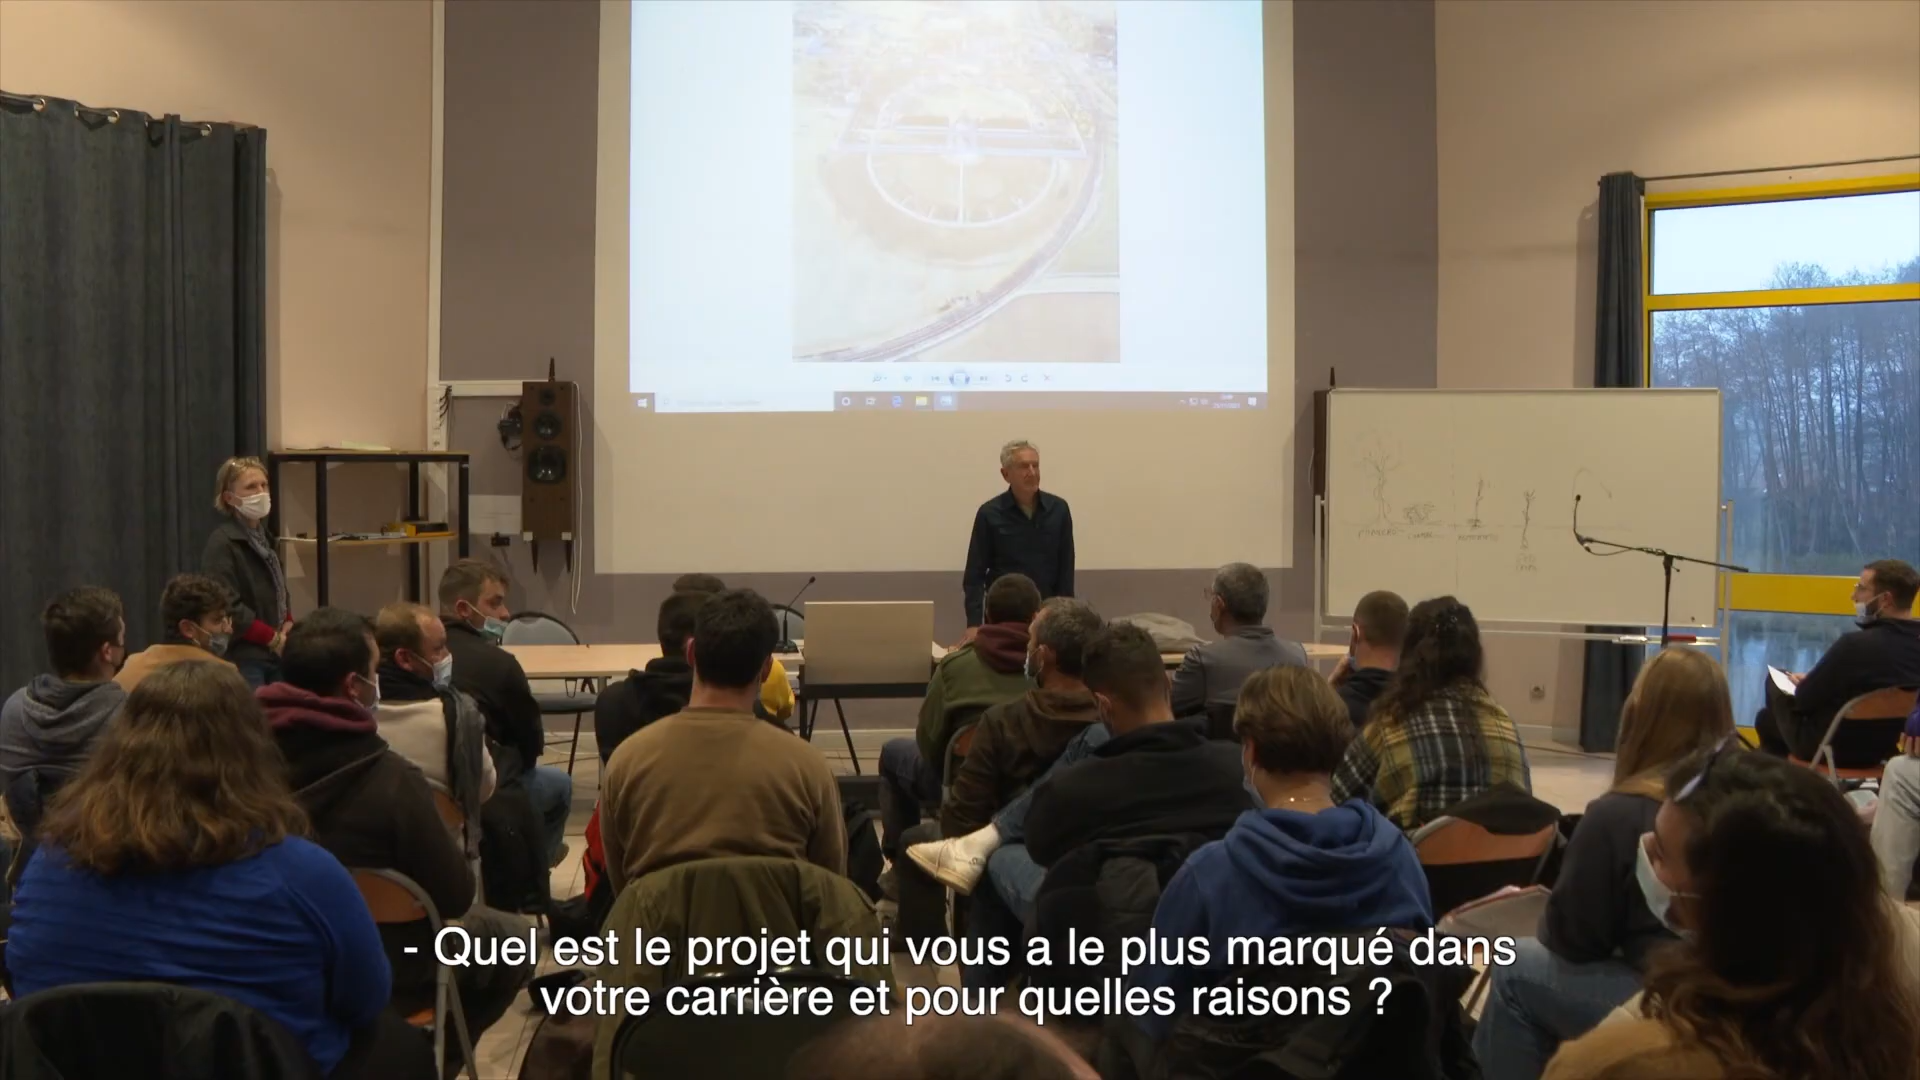 - Quel est le projet qui vous a le plus marqué dans
votre carrière et pour quelles raisons ?